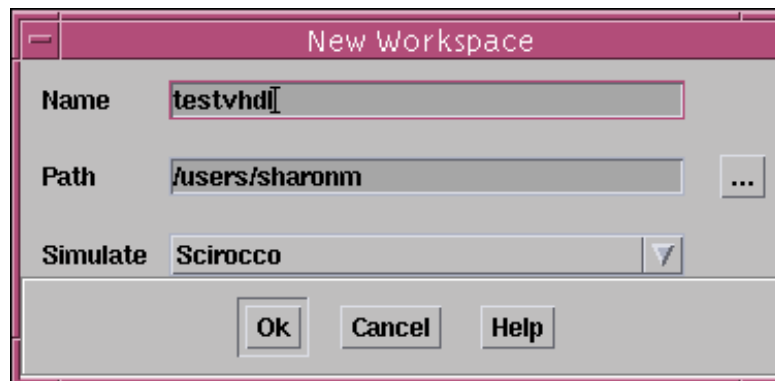 New Workspace
Name testvhdl
Path /users/sharonm ...
Simulate Scirocco
Ok Cancel Help